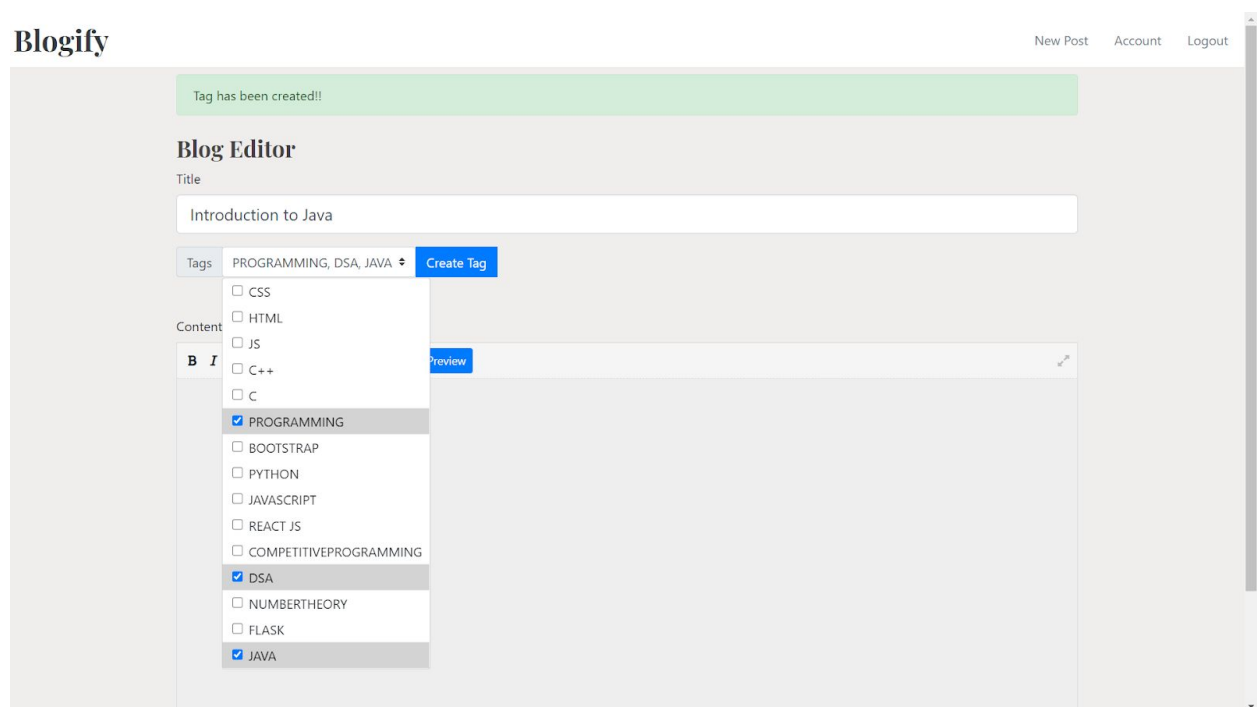 Blogify
New Post Account Logout
Tag has been created!!
Blog Editor
Title
Introduction to Java
Tags PROGRAMMING, DSA, JAVA Create Tag
CSS
HTML
Content
JS
B I Preview
C++
C
PROGRAMMING
BOOTSTRAP
PYTHON
JAVASCRIPT
REACT JS
COMPETITIVEPROGRAMMING
DSA
NUMBERTHEORY
FLASK
JAVA